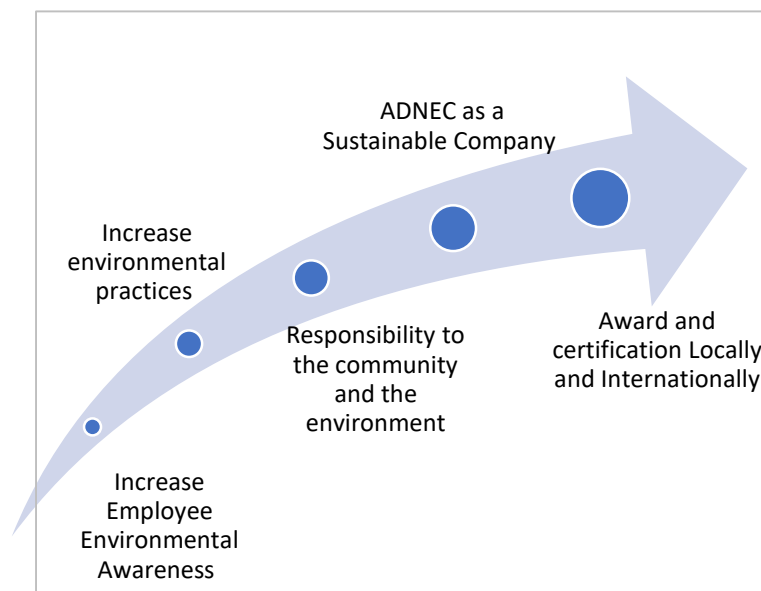 ADNEC as a
Sustainable Company
Increase
environmental
practices
Responsibility to
the community
and the
environment
Award and
certification Locally
and Internationally
Increase
Employee
Environmental
Awareness